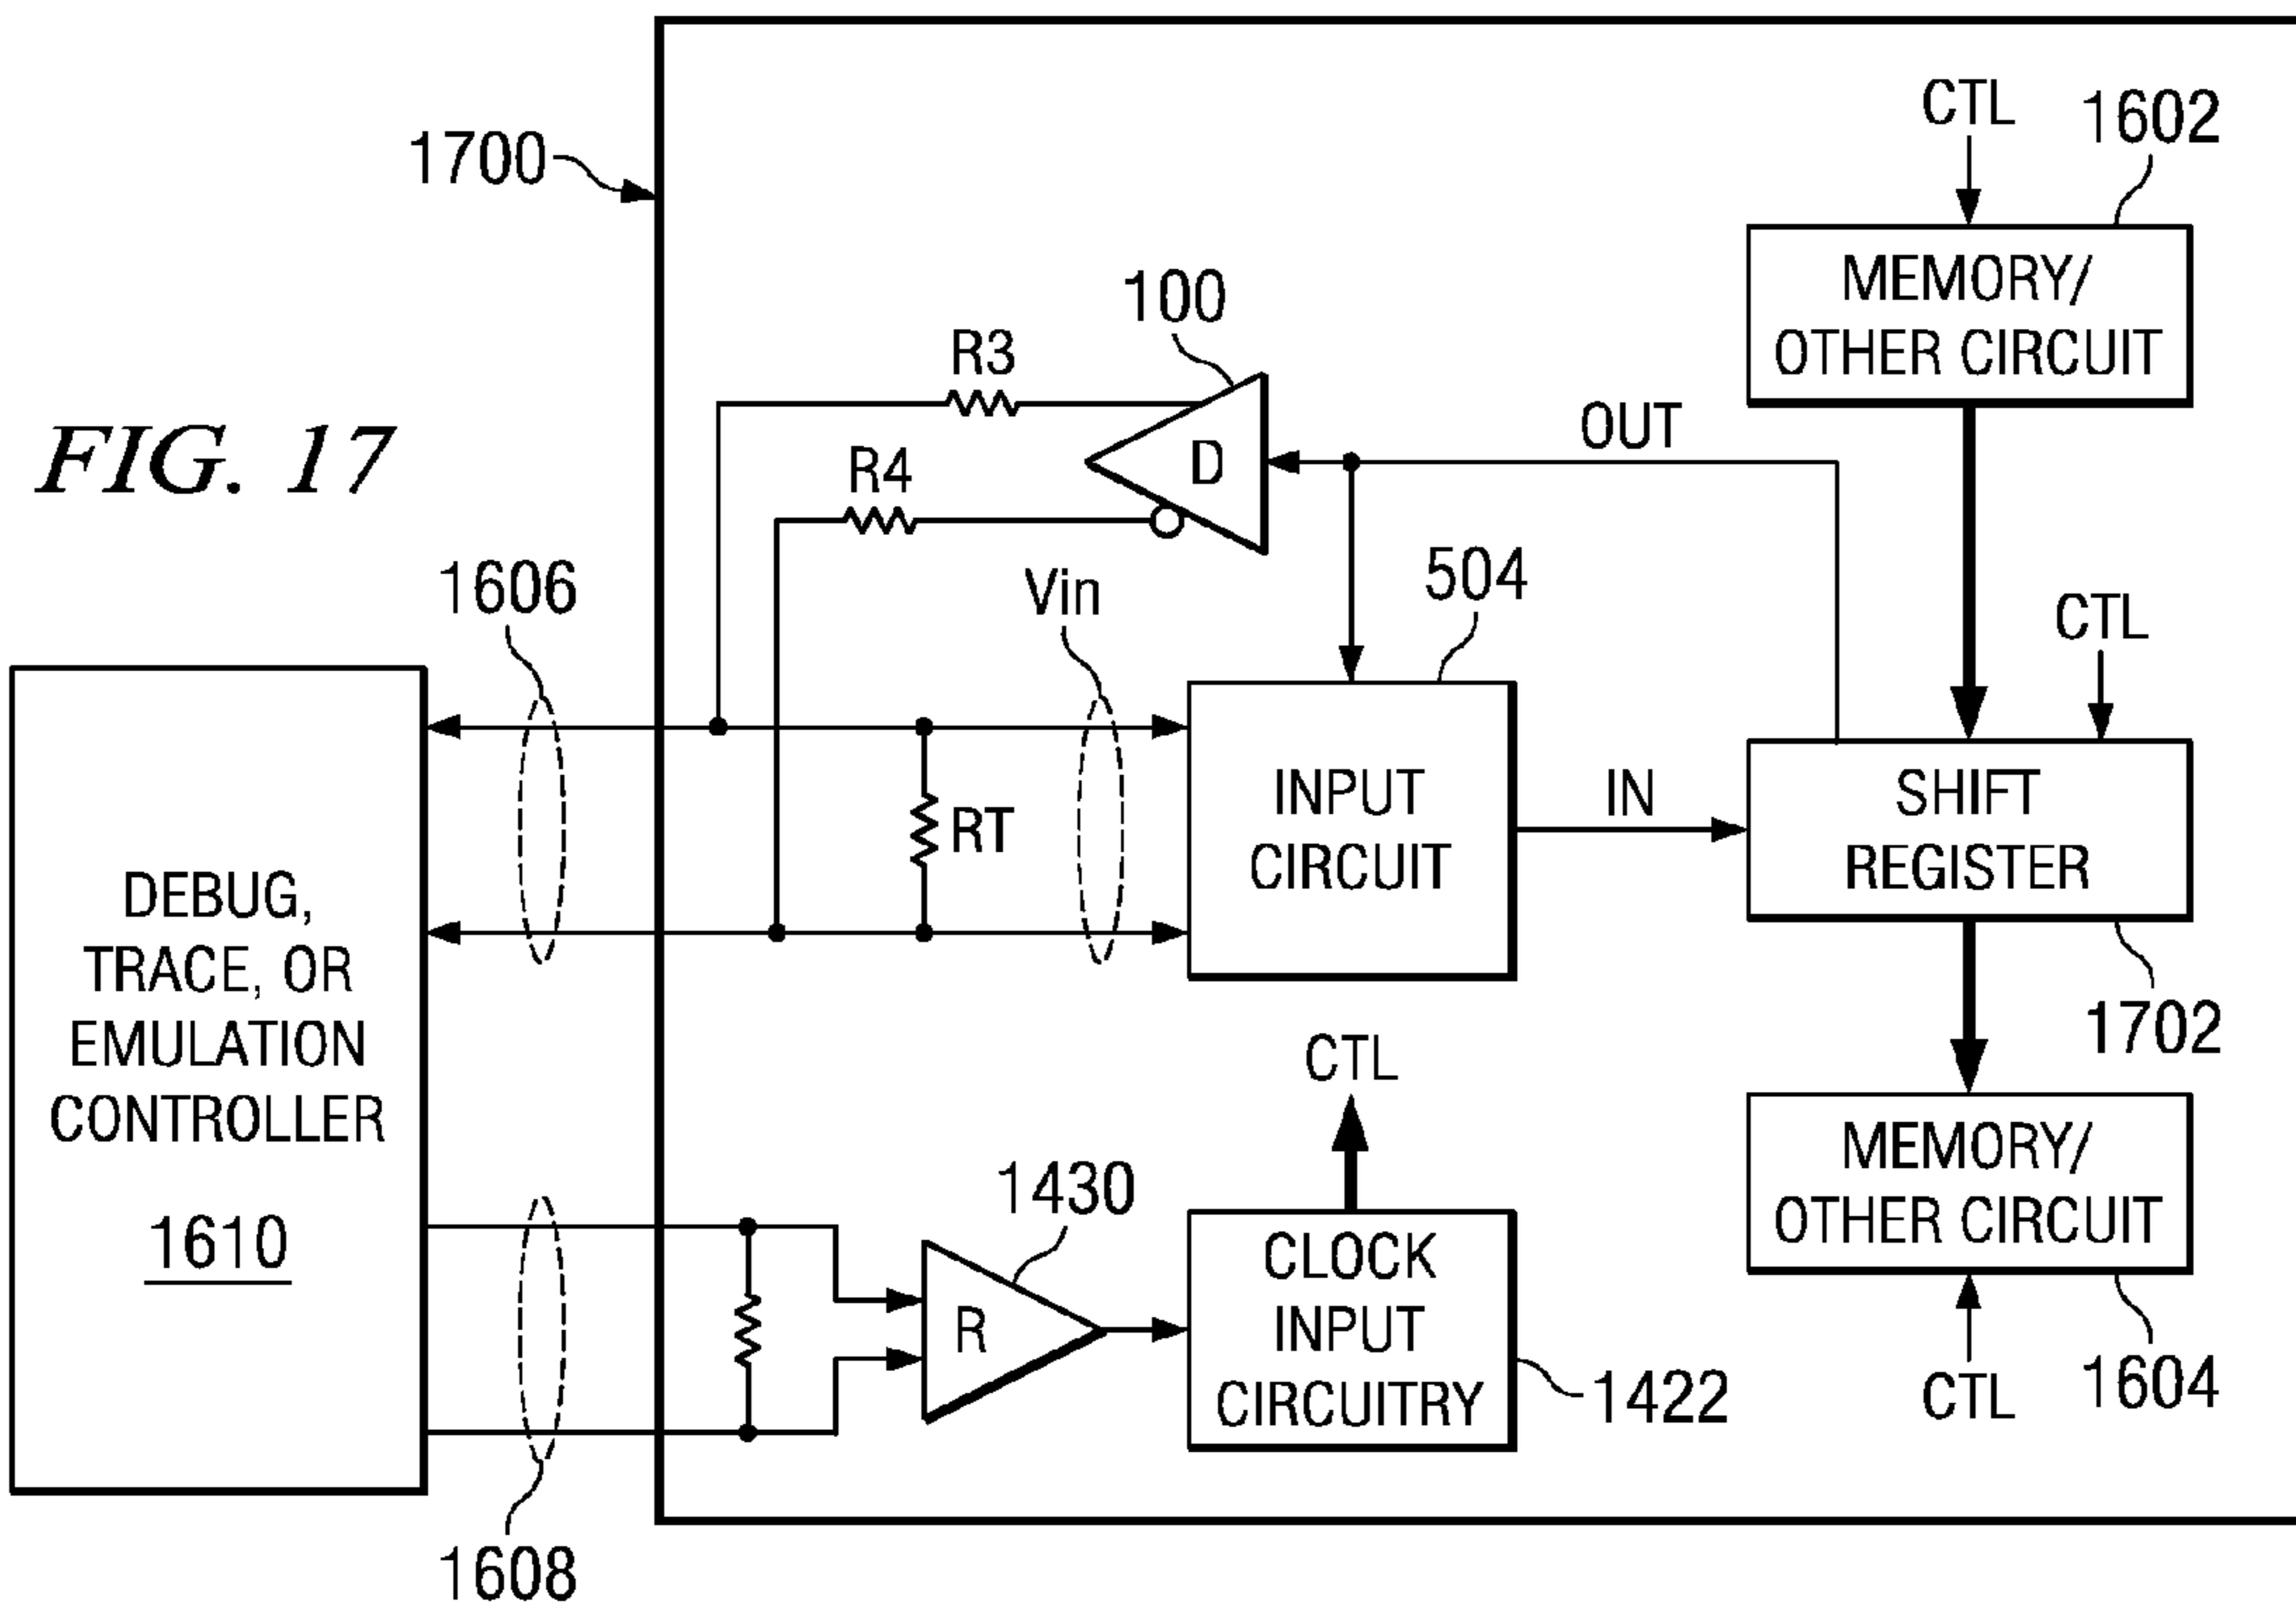 FIG. 17
1700
CTL
1602
MEMORY/
OTHER CIRCUIT
100
R3
D
OUT
R4
1606
Vin
504
CTL
DEBUG,
TRACE, OR
EMULATION
CONTROLLER
1610
RT
INPUT
CIRCUIT
IN
SHIFT
REGISTER
1702
CTL
1430
R
CLOCK
INPUT
CIRCUITRY
1422
MEMORY/
OTHER CIRCUIT
CTL
1604
1608